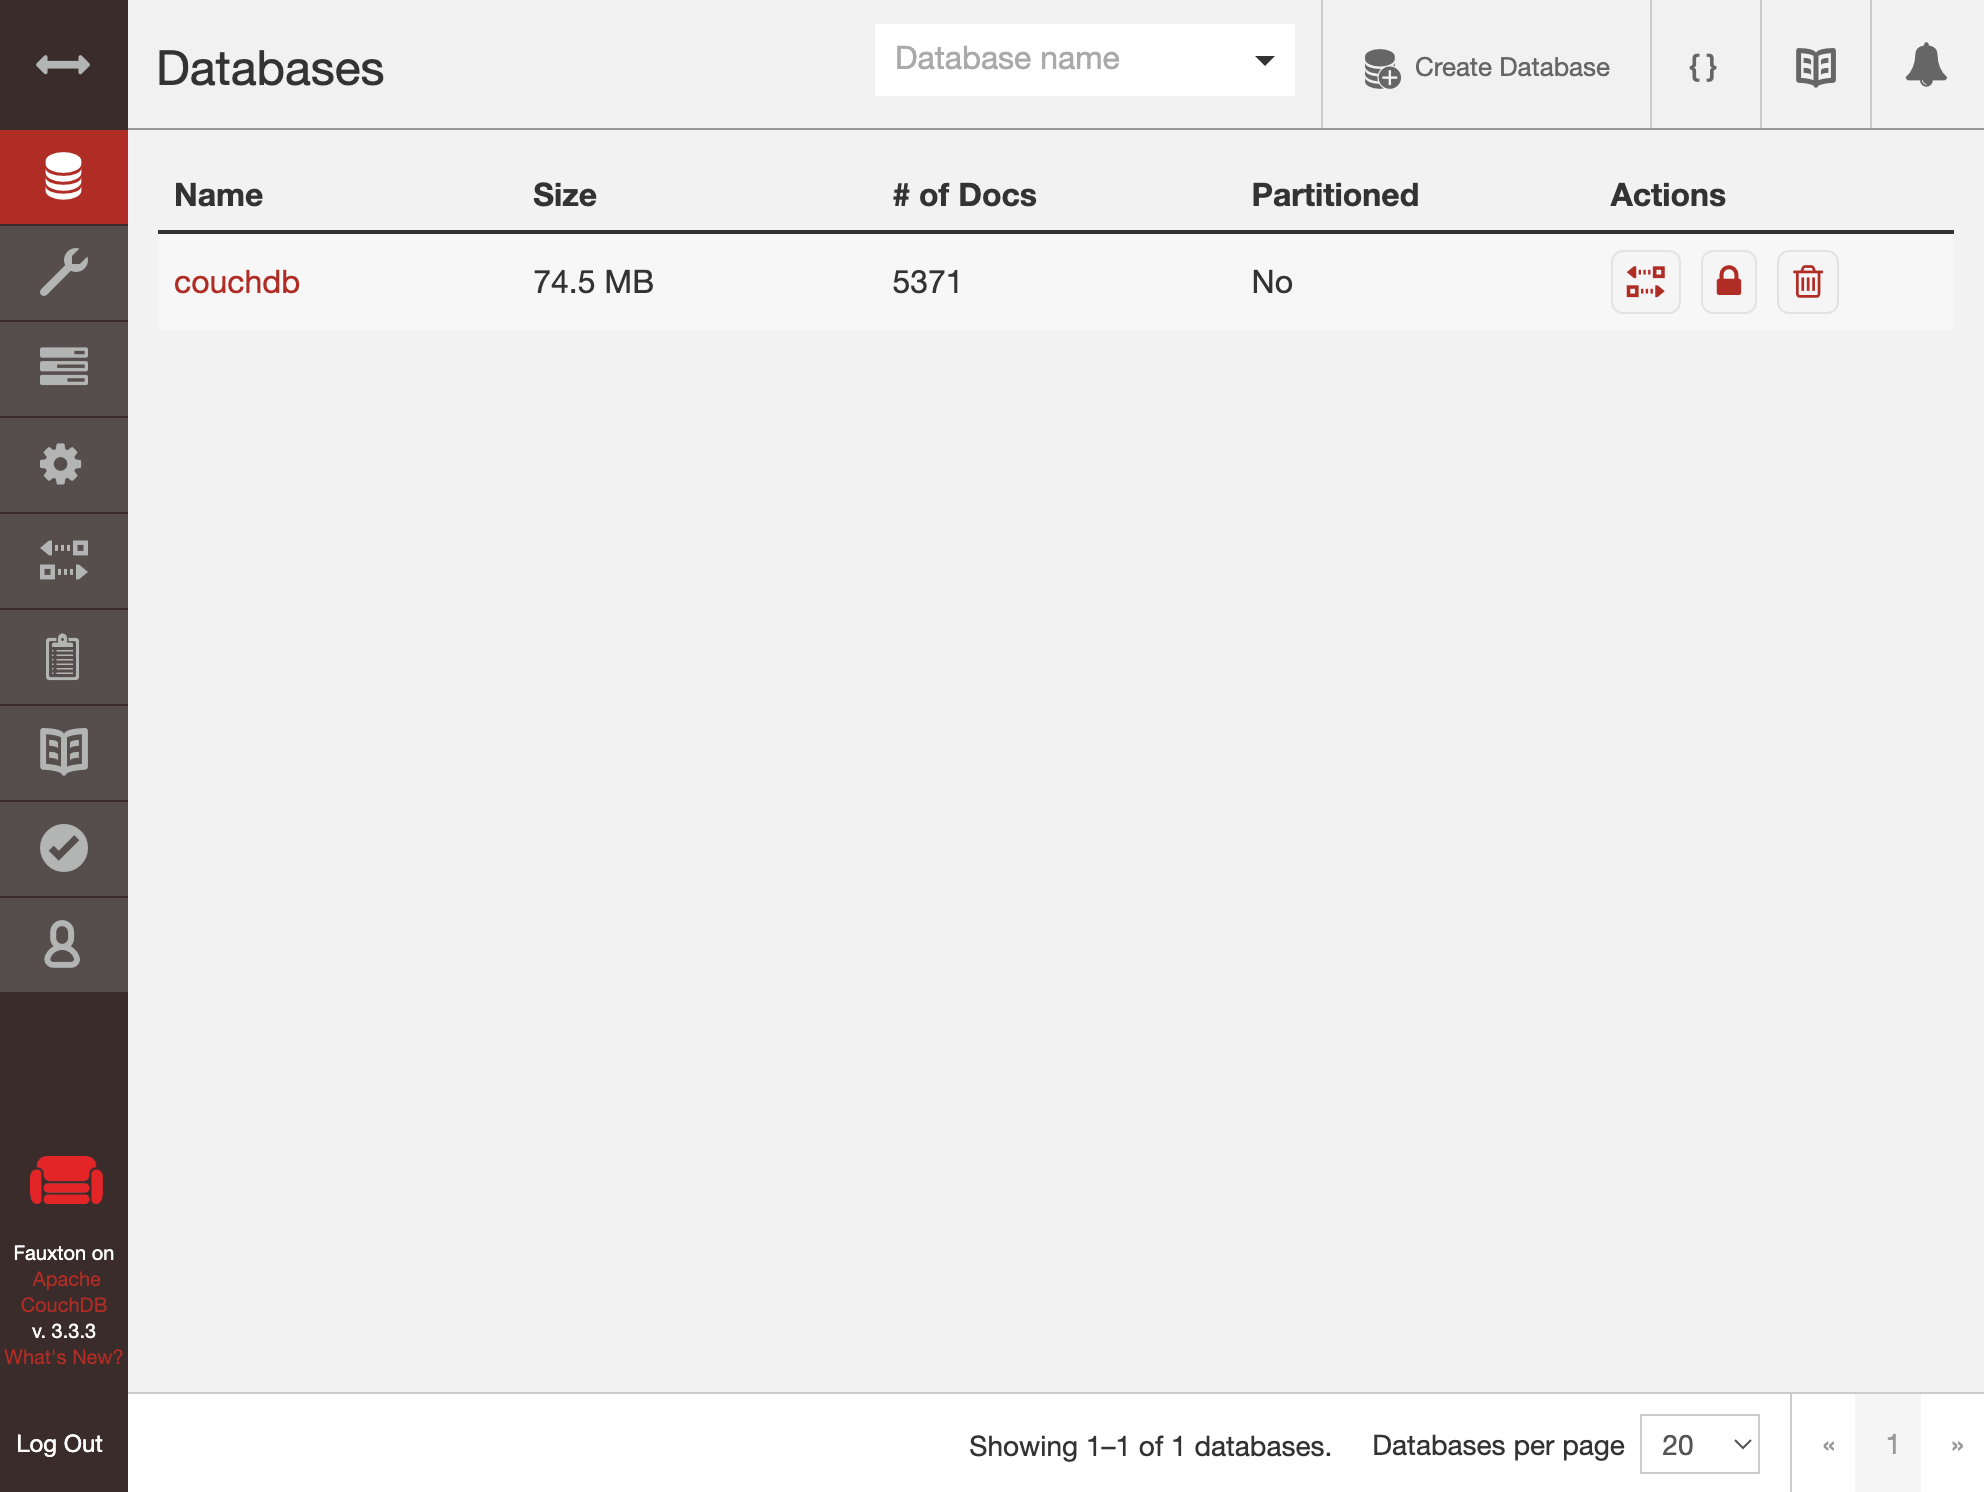 Databases
Database name
Create Database
{ }
Name Size # of Docs Partitioned Actions
couchdb 74.5 MB 5371 No
Fauxton on
Apache
CouchDB
v. 3.3.3
What's New?
Log Out
Showing 1–1 of 1 databases. Databases per page 20 « 1 »